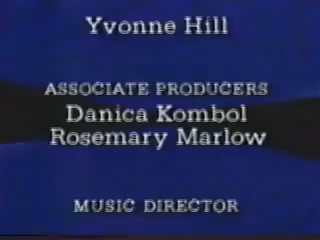 Yvonne Hill
ASSOCIATE PRODUCERS
Danica Kombol
Rosemary Marlow
MUSIC DIRECTOR